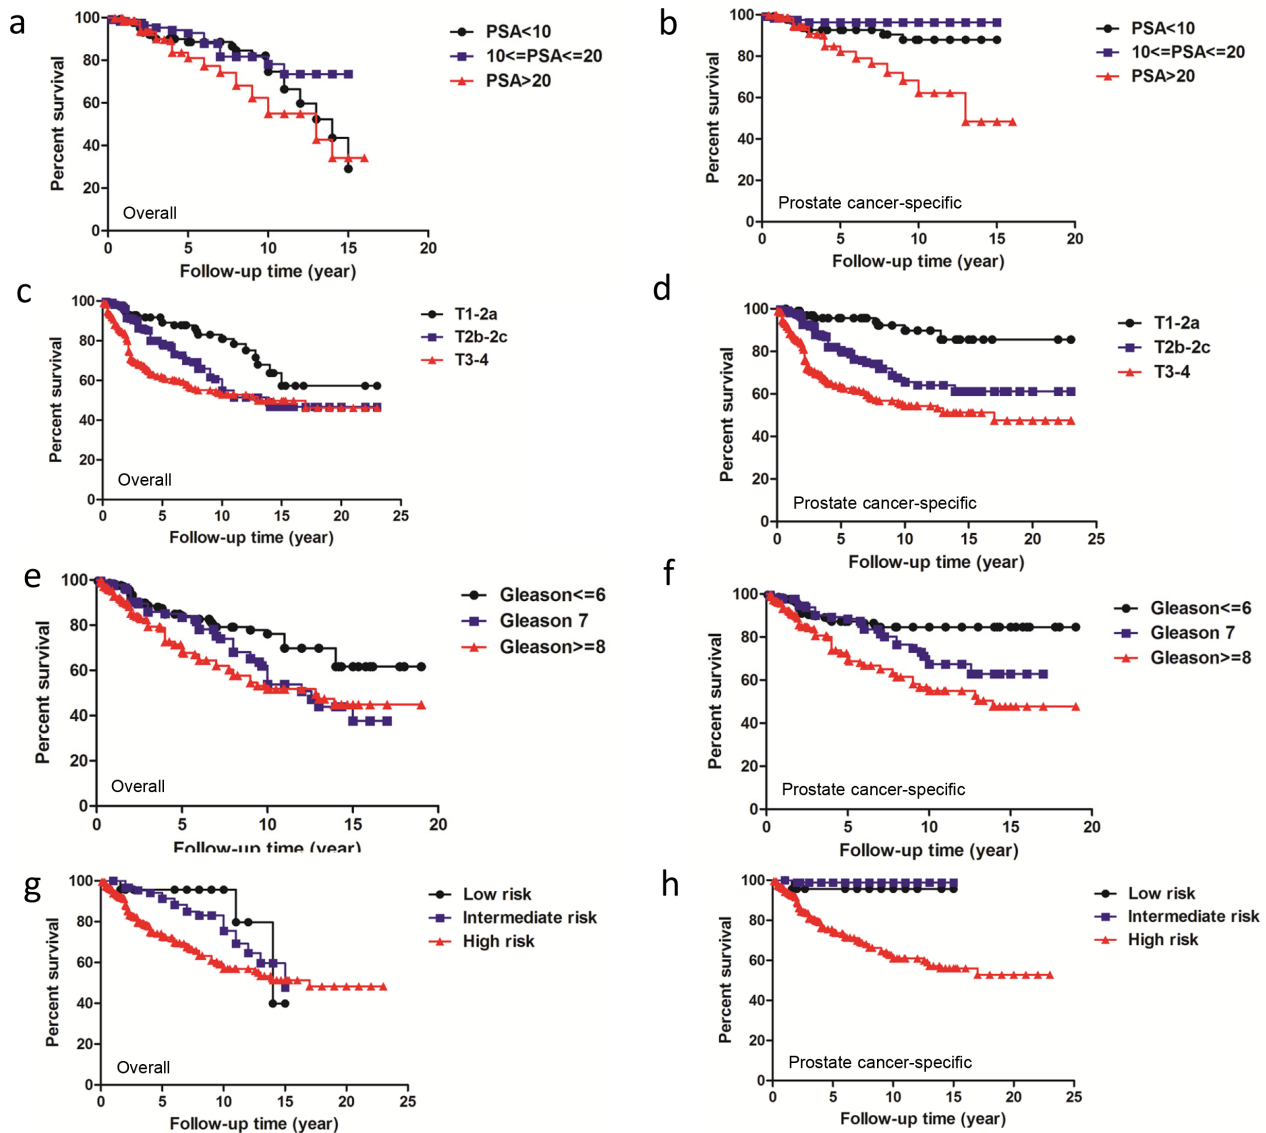 a
100
80
60
40
20
0
0 5 10 15 20
Percent survival
Follow-up time (year)
Overall
PSA<10
10<=PSA<=20
PSA>20
b
100
80
60
40
20
0
0 5 10 15 20
Percent survival
Follow-up time (year)
Prostate cancer-specific
PSA<10
10<=PSA<=20
PSA>20
c
100
80
60
40
20
0
0 5 10 15 20 25
Percent survival
Follow-up time (year)
Overall
T1-2a
T2b-2c
T3-4
d
100
80
60
40
20
0
0 5 10 15 20 25
Percent survival
Follow-up time (year)
Prostate cancer-specific
T1-2a
T2b-2c
T3-4
e
100
80
60
40
20
0
0 5 10 15 20
Percent survival
Follow-up time (year)
Overall
Gleason<=6
Gleason 7
Gleason>=8
f
100
80
60
40
20
0
0 5 10 15 20
Percent survival
Follow-up time (year)
Prostate cancer-specific
Gleason<=6
Gleason 7
Gleason>=8
g
100
80
60
40
20
0
0 5 10 15 20 25
Percent survival
Follow-up time (year)
Overall
Low risk
Intermediate risk
High risk
h
100
80
60
40
20
0
0 5 10 15 20 25
Percent survival
Follow-up time (year)
Prostate cancer-specific
Low risk
Intermediate risk
High risk